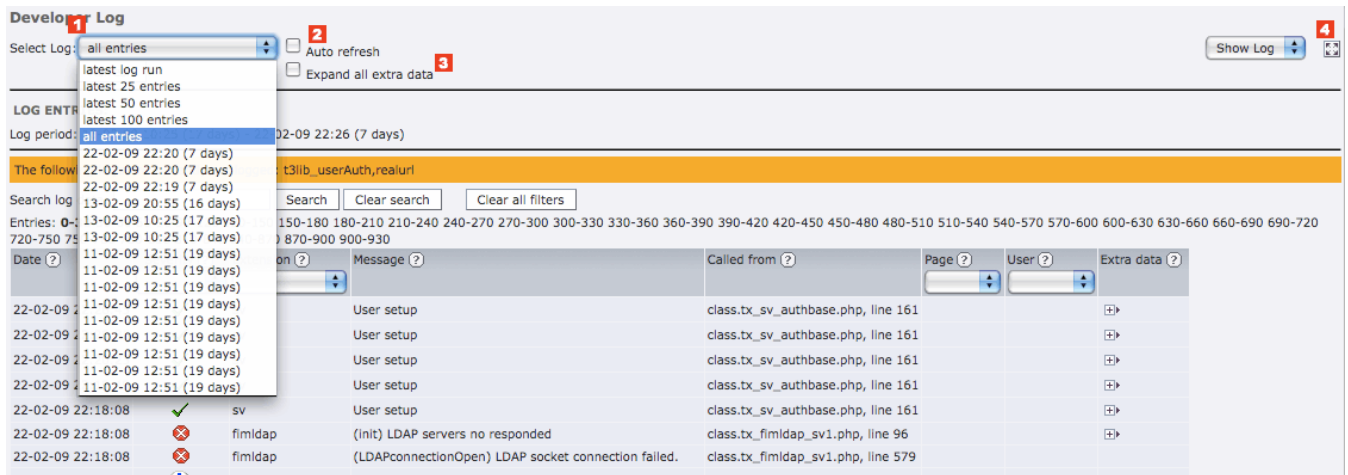 Developer Log
1
2
3
4
Select Log: all entries
Auto refresh
Expand all extra data
Show Log
latest log run
latest 25 entries
latest 50 entries
latest 100 entries
all entries
22-02-09 22:20 (7 days)
22-02-09 22:20 (7 days)
22-02-09 22:19 (7 days)
13-02-09 20:55 (16 days)
13-02-09 10:25 (17 days)
13-02-09 10:25 (17 days)
11-02-09 12:51 (19 days)
11-02-09 12:51 (19 days)
11-02-09 12:51 (19 days)
11-02-09 12:51 (19 days)
11-02-09 12:51 (19 days)
11-02-09 12:51 (19 days)
11-02-09 12:51 (19 days)
11-02-09 12:51 (19 days)
11-02-09 12:51 (19 days)
LOG ENTR
Log period: 02-09 22:26 (7 days)
The followi : t3lib_userAuth,realurl
Search log Search Clear search Clear all filters
Entries: 0- 150-180 180-210 210-240 240-270 270-300 300-330 330-360 360-390 390-420 420-450 450-480 480-510 510-540 540-570 570-600 600-630 630-660 660-690 690-720
720-750 75 870-900 900-930
Date ? on ? Message ? Called from ? Page ? User ? Extra data ?
22-02-09 2 User setup class.tx_sv_authbase.php, line 161
22-02-09 2 User setup class.tx_sv_authbase.php, line 161
22-02-09 2 User setup class.tx_sv_authbase.php, line 161
22-02-09 2 User setup class.tx_sv_authbase.php, line 161
22-02-09 22:18:08 sv User setup class.tx_sv_authbase.php, line 161
22-02-09 22:18:08 fimldap (init) LDAP servers no responded class.tx_fimldap_sv1.php, line 96
22-02-09 22:18:08 fimldap (LDAPconnectionOpen) LDAP socket connection failed. class.tx_fimldap_sv1.php, line 579